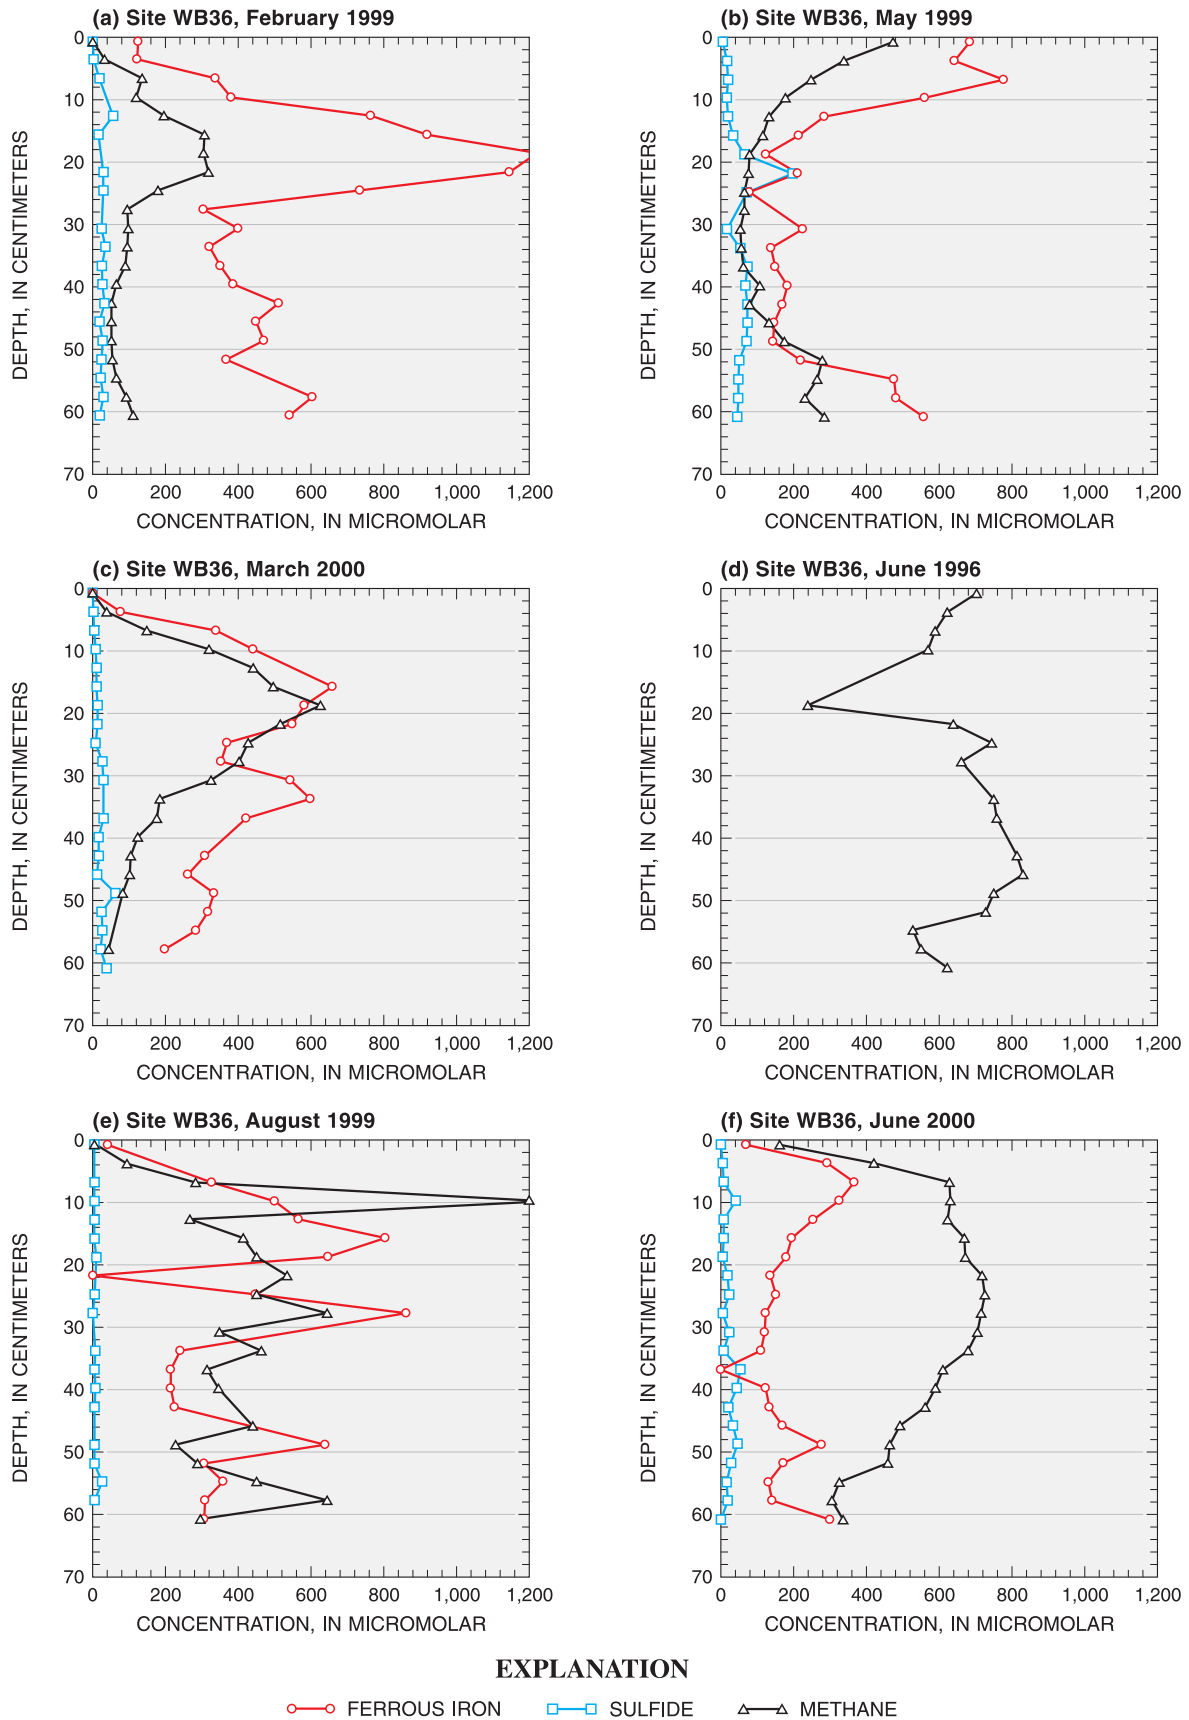 (a) Site WB36, February 1999
0
10
20
30
40
50
60
70
DEPTH, IN CENTIMETERS
0 200 400 600 800 1,000 1,200
CONCENTRATION, IN MICROMOLAR
(b) Site WB36, May 1999
0
10
20
30
40
50
60
70
DEPTH, IN CENTIMETERS
0 200 400 600 800 1,000 1,200
CONCENTRATION, IN MICROMOLAR
(c) Site WB36, March 2000
0
10
20
30
40
50
60
70
DEPTH, IN CENTIMETERS
0 200 400 600 800 1,000 1,200
CONCENTRATION, IN MICROMOLAR
(d) Site WB36, June 1996
0
10
20
30
40
50
60
70
DEPTH, IN CENTIMETERS
0 200 400 600 800 1,000 1,200
CONCENTRATION, IN MICROMOLAR
(e) Site WB36, August 1999
0
10
20
30
40
50
60
70
DEPTH, IN CENTIMETERS
0 200 400 600 800 1,000 1,200
CONCENTRATION, IN MICROMOLAR
(f) Site WB36, June 2000
0
10
20
30
40
50
60
70
DEPTH, IN CENTIMETERS
0 200 400 600 800 1,000 1,200
CONCENTRATION, IN MICROMOLAR
EXPLANATION
FERROUS IRON SULFIDE METHANE